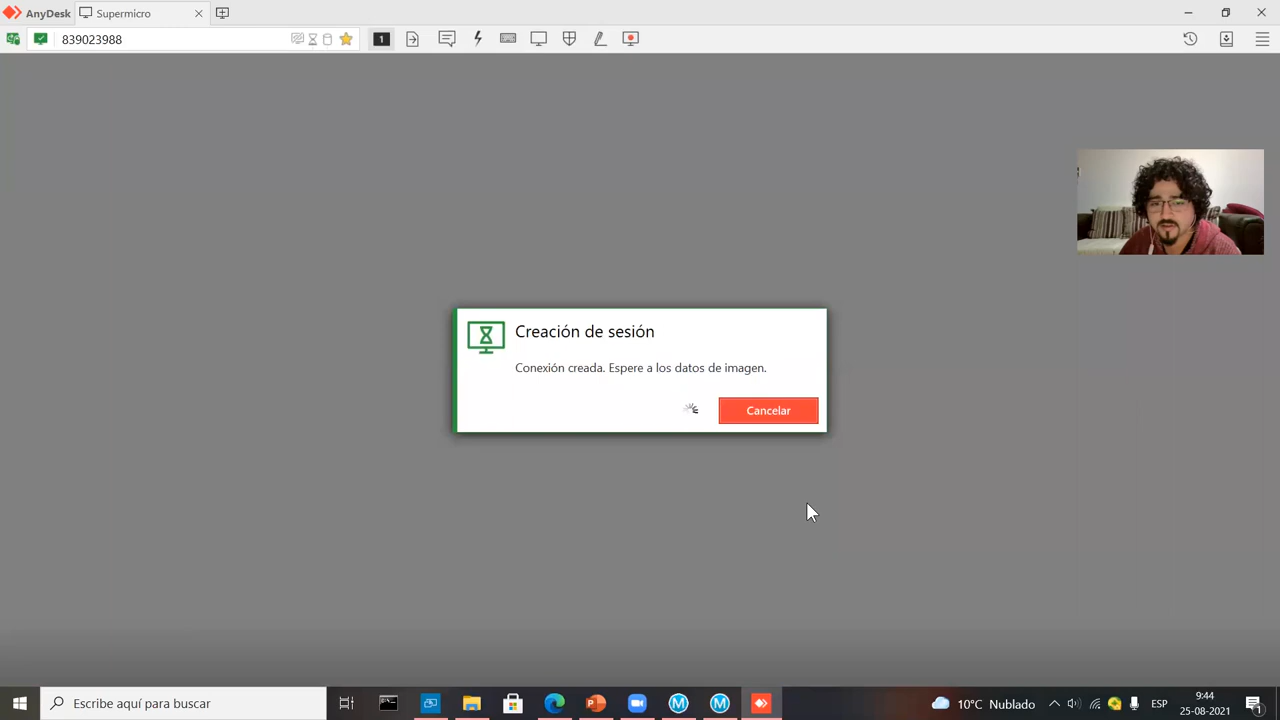 AnyDesk
Supermicro
839023988
1
Creación de sesión
Conexión creada. Espere a los datos de imagen.
Cancelar
Escribe aquí para buscar
10°C Nublado
ESP
9:44
25-08-2021
1